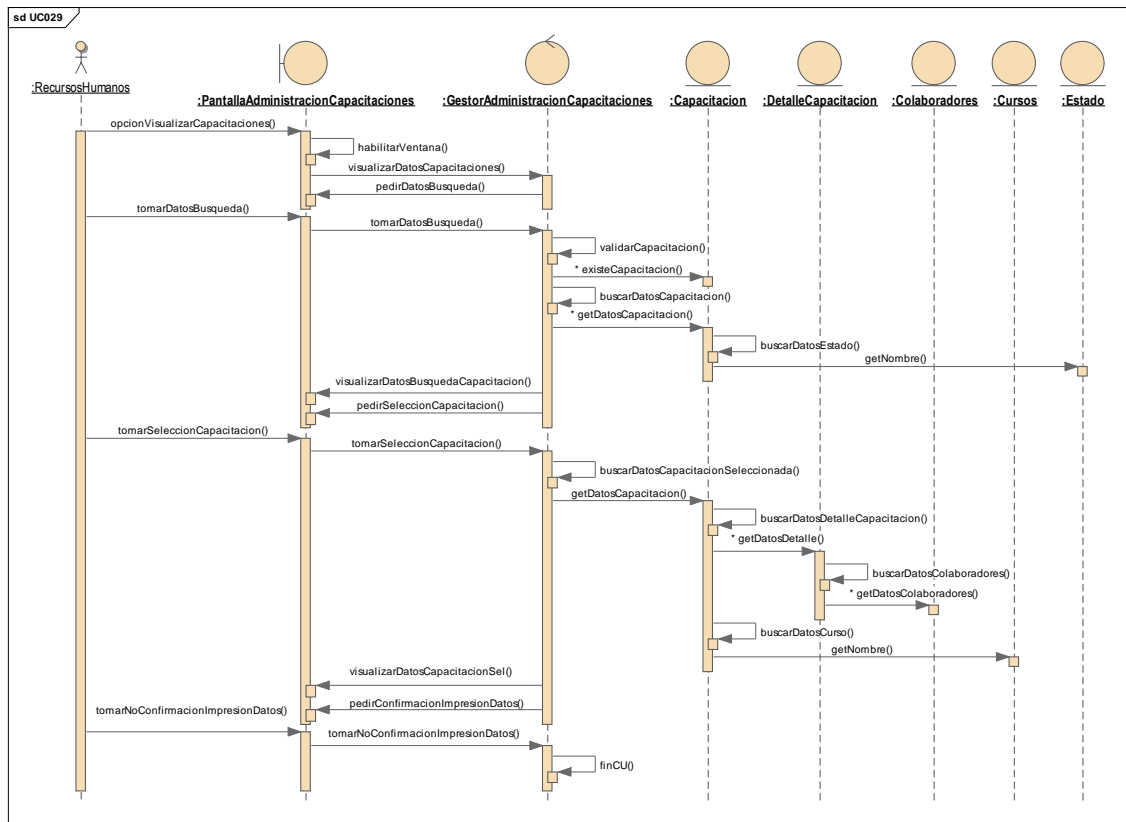 sd UC029
:RecursosHumanos
:PantallaAdministracionCapacitaciones
:GestorAdministracionCapacitaciones
:Capacitacion
:DetalleCapacitacion
:Colaboradores
:Cursos
:Estado
opcionVisualizarCapacitaciones()
habilitarVentana()
visualizarDatosCapacitaciones()
pedirDatosBusqueda()
tomarDatosBusqueda()
tomarDatosBusqueda()
validarCapacitacion()
* existeCapacitacion()
buscarDatosCapacitacion()
* getDatosCapacitacion()
buscarDatosEstado()
getNombre()
visualizarDatosBusquedaCapacitacion()
pedirSeleccionCapacitacion()
tomarSeleccionCapacitacion()
tomarSeleccionCapacitacion()
buscarDatosCapacitacionSeleccionada()
getDatosCapacitacion()
buscarDatosDetalleCapacitacion()
* getDatosDetalle()
buscarDatosColaboradores()
* getDatosColaboradores()
buscarDatosCurso()
getNombre()
visualizarDatosCapacitacionSel()
pedirConfirmacionImpresionDatos()
tomarNoConfirmacionImpresionDatos()
tomarNoConfirmacionImpresionDatos()
finCU()